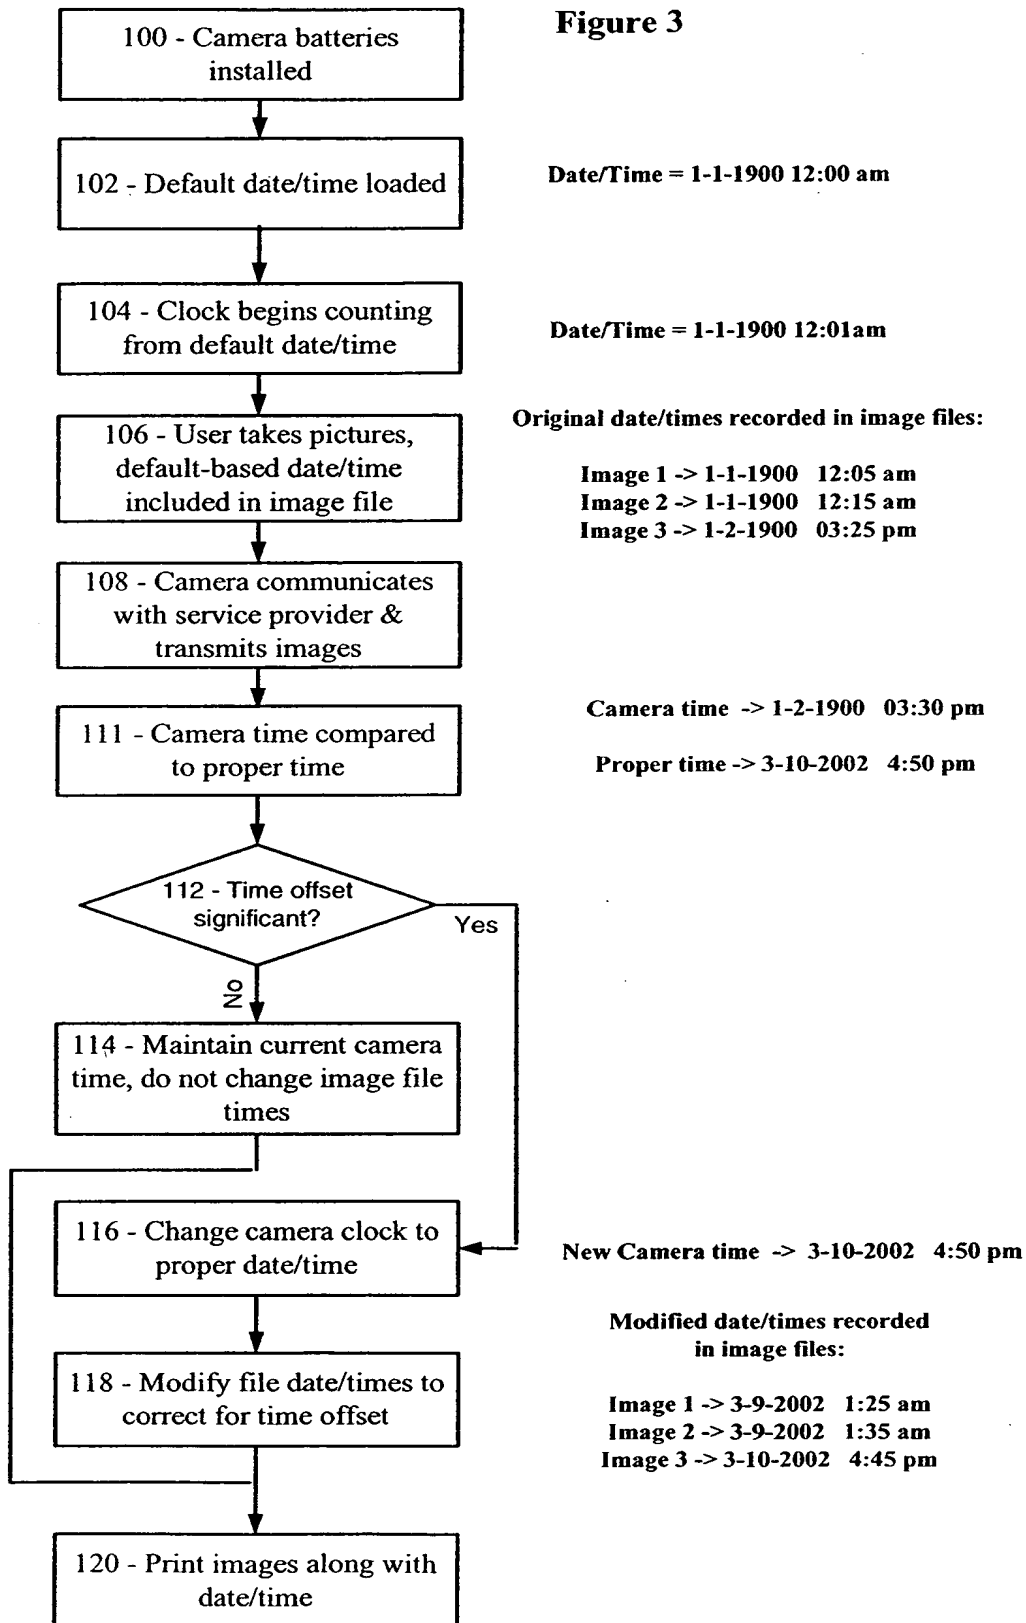 Figure 3
100 - Camera batteries
installed
102 - Default date/time loaded
Date/Time = 1-1-1900 12:00 am
104 - Clock begins counting
from default date/time
Date/Time = 1-1-1900 12:01am
106 - User takes pictures,
default-based date/time
included in image file
Original date/times recorded in image files:
Image 1 -> 1-1-1900 12:05 am
Image 2 -> 1-1-1900 12:15 am
Image 3 -> 1-2-1900 03:25 pm
108 - Camera communicates
with service provider &
transmits images
111 - Camera time compared
to proper time
Camera time -> 1-2-1900 03:30 pm
Proper time -> 3-10-2002 4:50 pm
112 - Time offset
significant?
Yes
No
114 - Maintain current camera
time, do not change image file
times
116 - Change camera clock to
proper date/time
New Camera time -> 3-10-2002 4:50 pm
118 - Modify file date/times to
correct for time offset
Modified date/times recorded
in image files:
Image 1 -> 3-9-2002 1:25 am
Image 2 -> 3-9-2002 1:35 am
Image 3 -> 3-10-2002 4:45 pm
120 - Print images along with
date/time